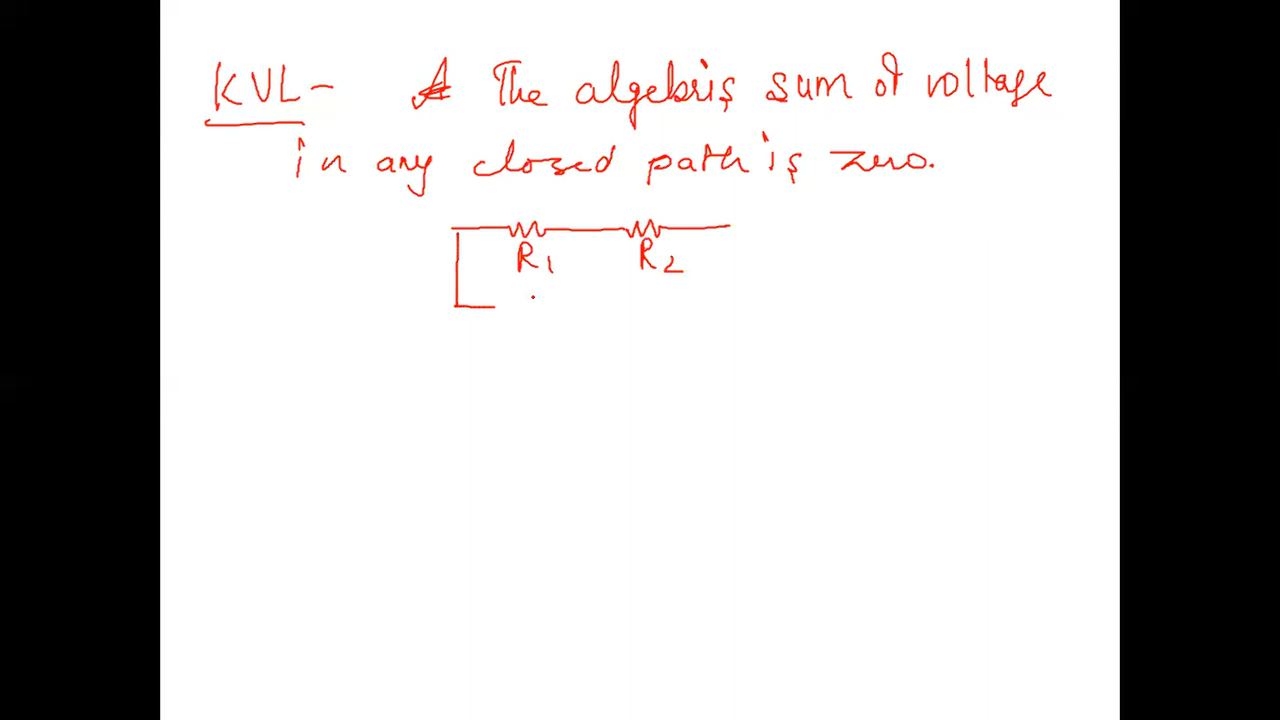 KVL - The algebris sum of voltage
in any closed path is zero.
R1 R2